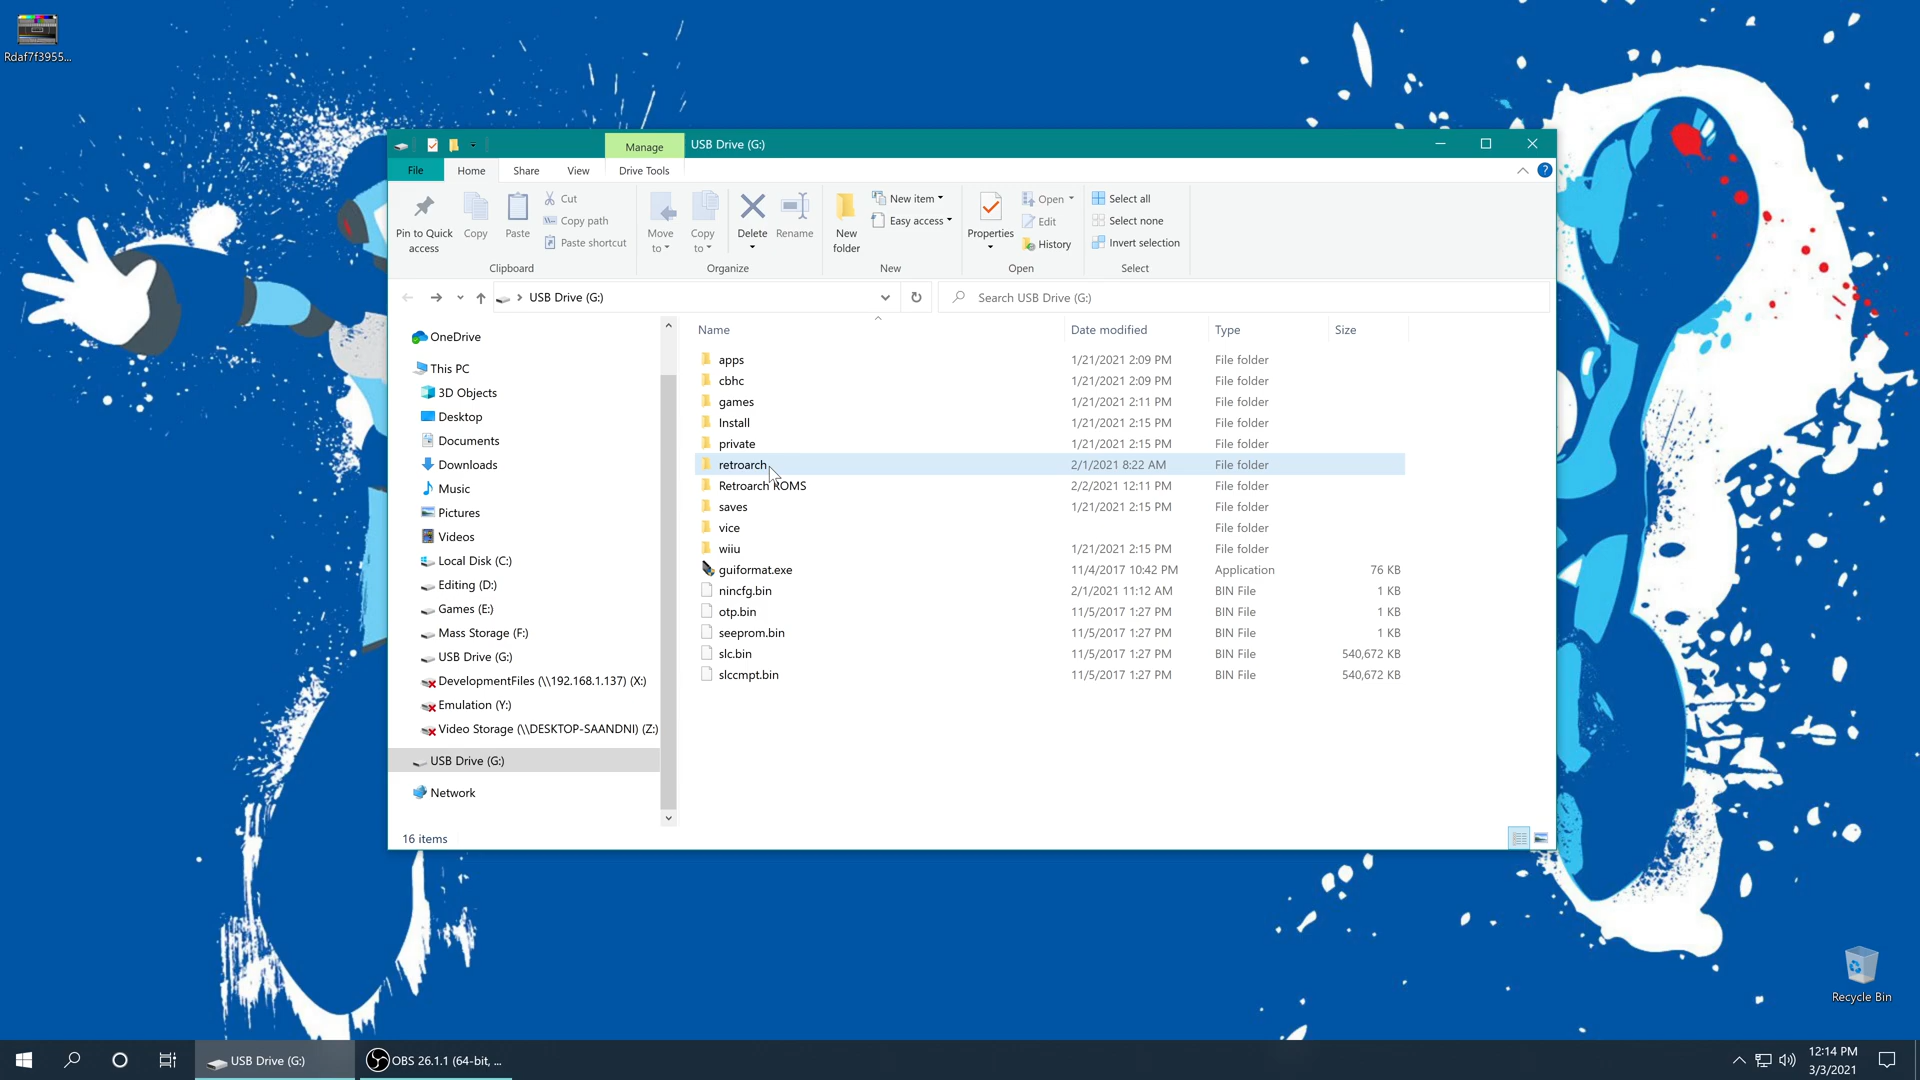 Rdaf7f3955...
Manage
USB Drive (G:)
File
Home
Share
View
Drive Tools
Pin to Quick access
Copy
Paste
Cut
Copy path
Paste shortcut
Clipboard
Move to
Copy to
Delete
Rename
Organize
New folder
New item
Easy access
New
Properties
Open
Edit
History
Open
Select all
Select none
Invert selection
Select
USB Drive (G:)
Search USB Drive (G:)
OneDrive
This PC
3D Objects
Desktop
Documents
Downloads
Music
Pictures
Videos
Local Disk (C:)
Editing (D:)
Games (E:)
Mass Storage (F:)
USB Drive (G:)
DevelopmentFiles (\\192.168.1.137) (X:)
Emulation (Y:)
Video Storage (\\DESKTOP-SAANDNI) (Z:)
USB Drive (G:)
Network
Name Date modified Type Size
apps 1/21/2021 2:09 PM File folder
cbhc 1/21/2021 2:09 PM File folder
games 1/21/2021 2:11 PM File folder
Install 1/21/2021 2:15 PM File folder
private 1/21/2021 2:15 PM File folder
retroarch 2/1/2021 8:22 AM File folder
Retroarch ROMS 2/2/2021 12:11 PM File folder
saves 1/21/2021 2:15 PM File folder
vice File folder
wiiu 1/21/2021 2:15 PM File folder
guiformat.exe 11/4/2017 10:42 PM Application 76 KB
nincfg.bin 2/1/2021 11:12 AM BIN File 1 KB
otp.bin 11/5/2017 1:27 PM BIN File 1 KB
seeprom.bin 11/5/2017 1:27 PM BIN File 1 KB
slc.bin 11/5/2017 1:27 PM BIN File 540,672 KB
slccmpt.bin 11/5/2017 1:27 PM BIN File 540,672 KB
16 items
Recycle Bin
USB Drive (G:)
OBS 26.1.1 (64-bit, ...
12:14 PM
3/3/2021